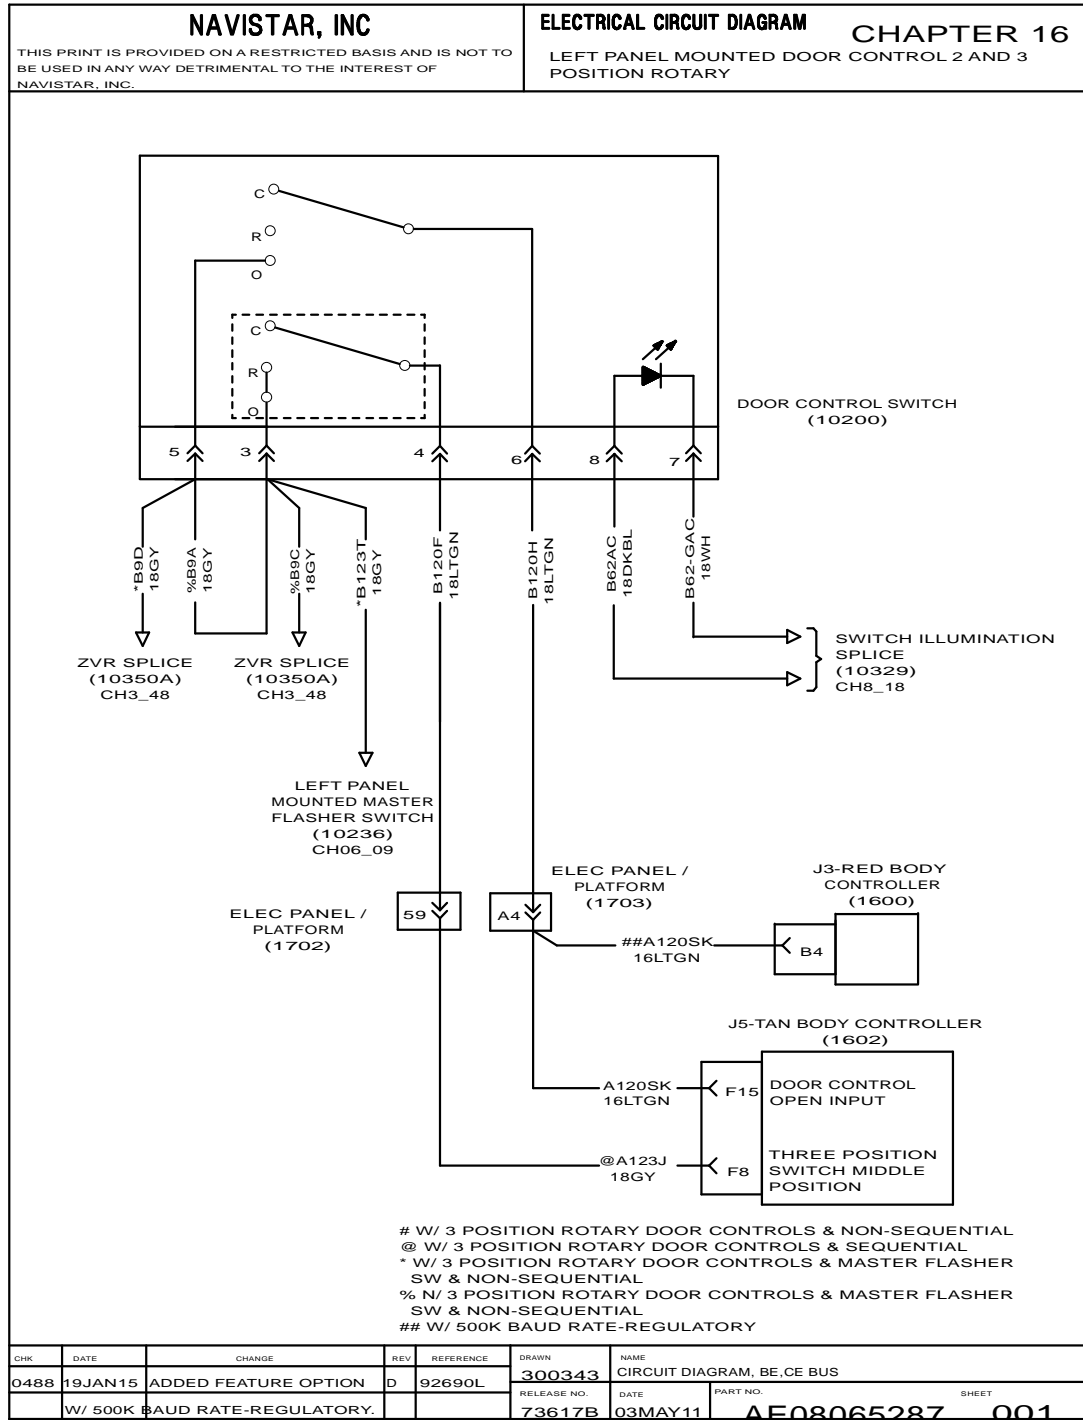 NAVISTAR, INC
THIS PRINT IS PROVIDED ON A RESTRICTED BASIS AND IS NOT TO
BE USED IN ANY WAY DETRIMENTAL TO THE INTEREST OF
NAVISTAR, INC.
ELECTRICAL CIRCUIT DIAGRAM
CHAPTER 16
LEFT PANEL MOUNTED DOOR CONTROL 2 AND 3
POSITION ROTARY
C
R
O
C
R
O
DOOR CONTROL SWITCH
(10200)
5
3
4
6
8
7
*B9D
18GY
%B9A
18GY
%B9C
18GY
*B123T
18GY
B120F
18LTGN
B120H
18LTGN
B62AC
18DKBL
B62-GAC
18WH
ZVR SPLICE
(10350A)
CH3_48
ZVR SPLICE
(10350A)
CH3_48
SWITCH ILLUMINATION
SPLICE
(10329)
CH8_18
LEFT PANEL
MOUNTED MASTER
FLASHER SWITCH
(10236)
CH06_09
ELEC PANEL /
PLATFORM
(1702)
59
ELEC PANEL /
PLATFORM
(1703)
A4
J3-RED BODY
CONTROLLER
(1600)
##A120SK
16LTGN
B4
J5-TAN BODY CONTROLLER
(1602)
A120SK
16LTGN
F15
DOOR CONTROL
OPEN INPUT
@A123J
18GY
F8
THREE POSITION
SWITCH MIDDLE
POSITION
# W/ 3 POSITION ROTARY DOOR CONTROLS & NON-SEQUENTIAL
@ W/ 3 POSITION ROTARY DOOR CONTROLS & SEQUENTIAL
* W/ 3 POSITION ROTARY DOOR CONTROLS & MASTER FLASHER
SW & NON-SEQUENTIAL
% N/ 3 POSITION ROTARY DOOR CONTROLS & MASTER FLASHER
SW & NON-SEQUENTIAL
## W/ 500K BAUD RATE-REGULATORY
CHK DATE CHANGE REV REFERENCE
0488 19JAN15 ADDED FEATURE OPTION D 92690L
W/ 500K BAUD RATE-REGULATORY.
DRAWN
300343
NAME
CIRCUIT DIAGRAM, BE,CE BUS
RELEASE NO.
73617B
DATE
03MAY11
PART NO.
AE08065287
SHEET
001